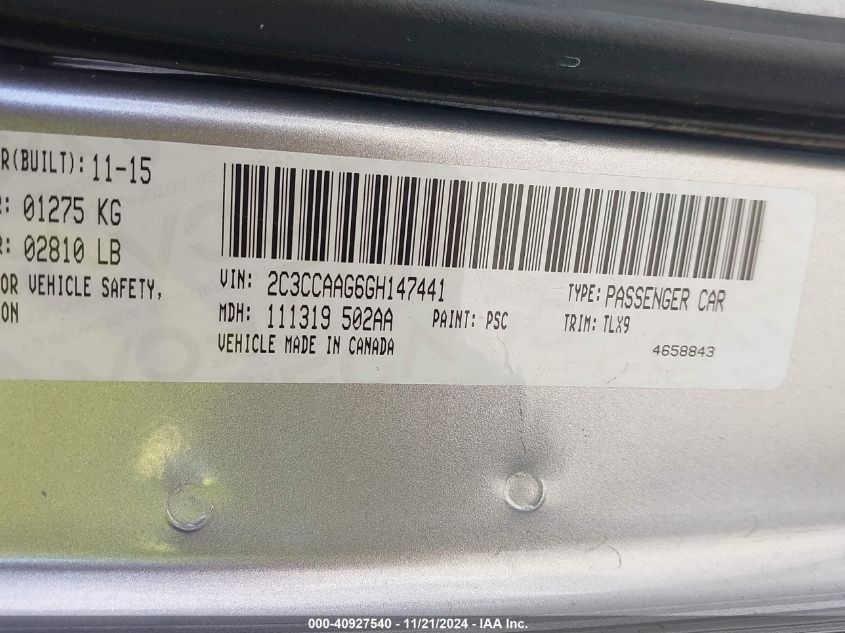 R(BUILT): 11-15
R: 01275 KG
R: 02810 LB
OR VEHICLE SAFETY,
ON
VIN: 2C3CCAAG6GH147441 TYPE: PASSENGER CAR
MDH: 111319 502AA PAINT: PSC TRIM: TLX9
VEHICLE MADE IN CANADA 4658843
000-40927540 - 11/21/2024 - IAA Inc.